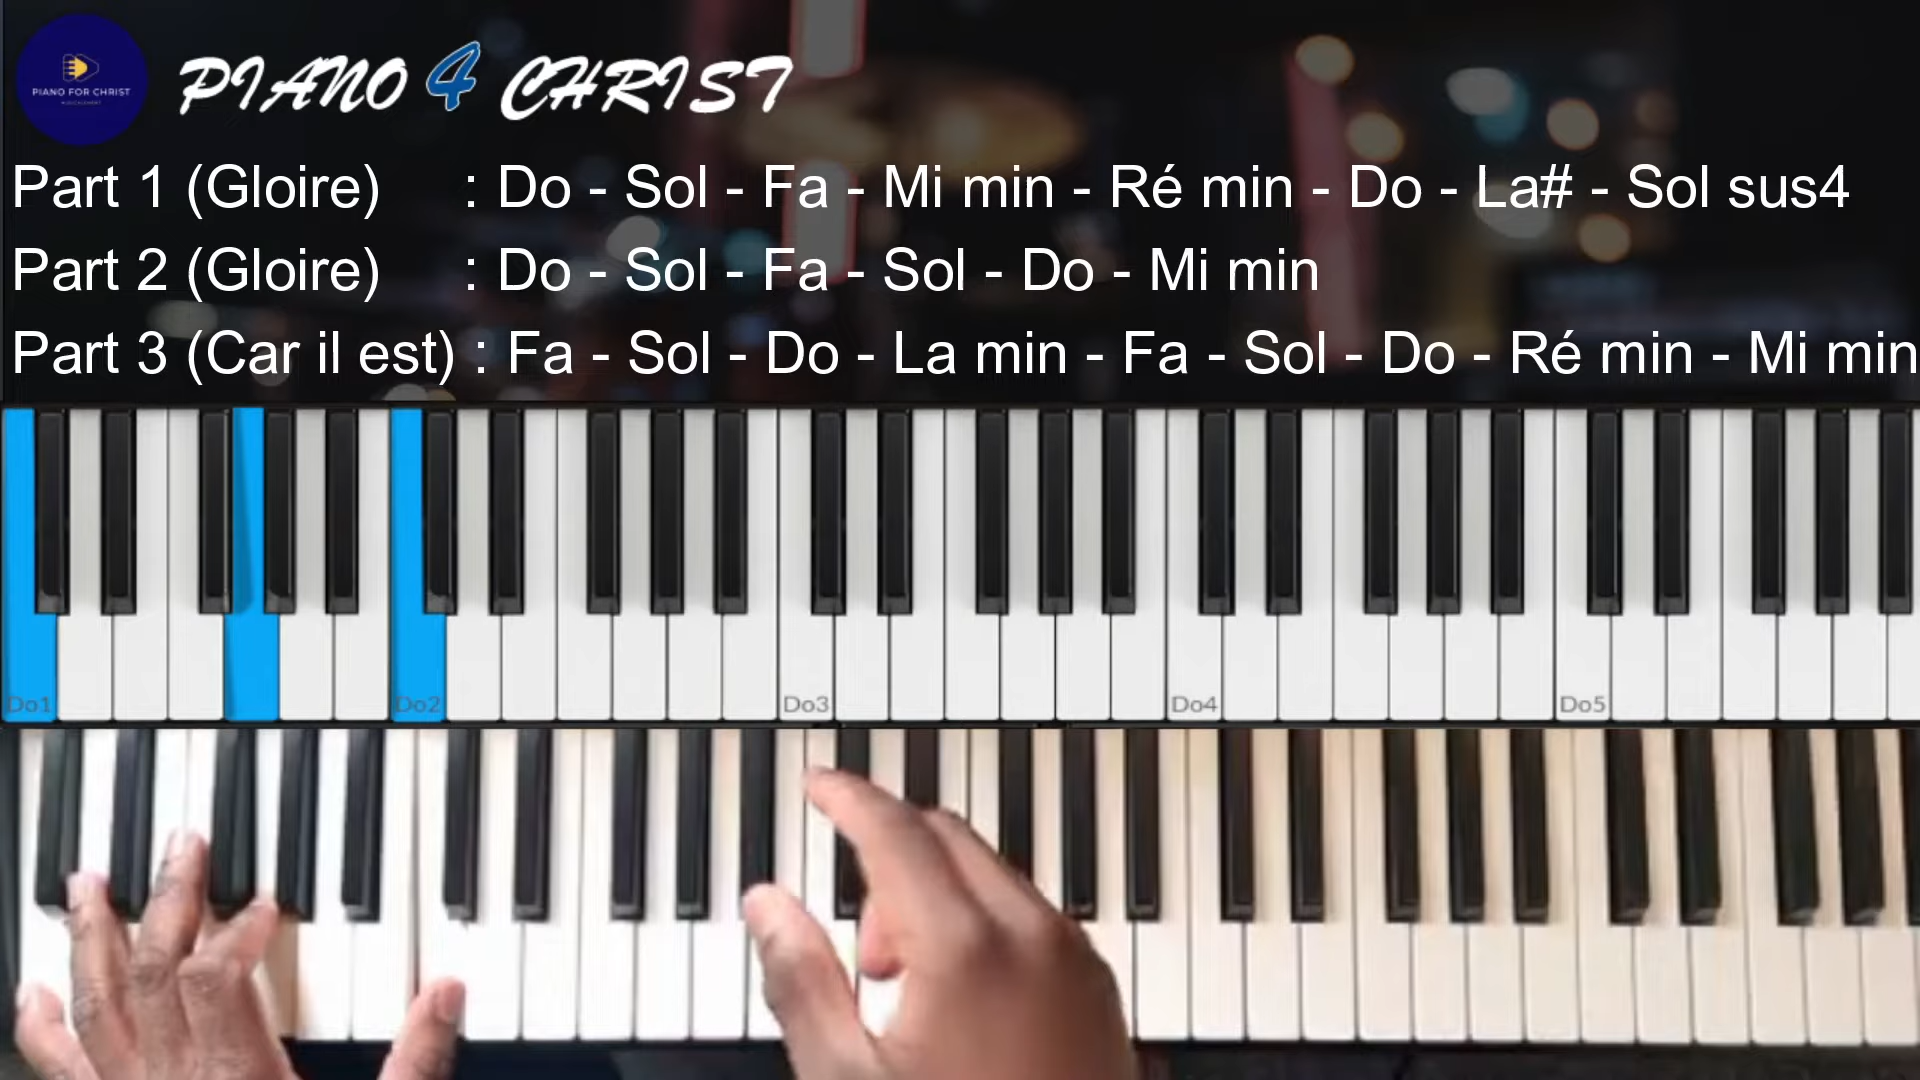 PIANO FOR CHRIST
PIANO 4 CHRIST
Part 1 (Gloire) : Do - Sol - Fa - Mi min - Ré min - Do - La# - Sol sus4
Part 2 (Gloire) : Do - Sol - Fa - Sol - Do - Mi min
Part 3 (Car il est) : Fa - Sol - Do - La min - Fa - Sol - Do - Ré min - Mi min
Do1 Do2 Do3 Do4 Do5